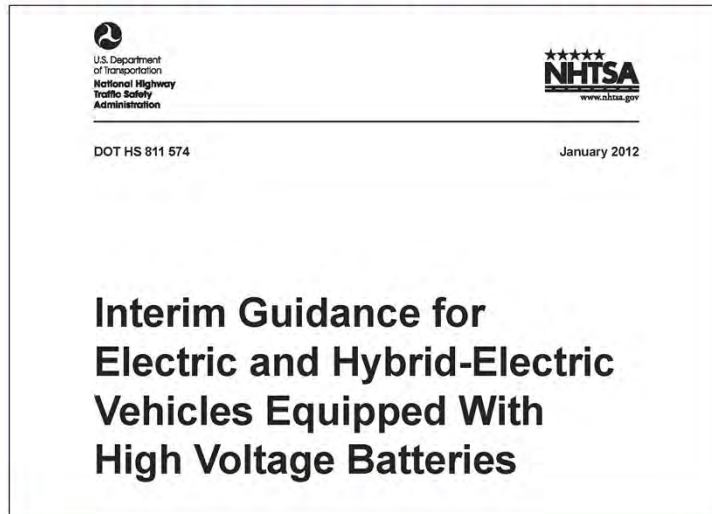 U.S. Department
of Transportation
National Highway
Traffic Safety
Administration
★★★★★
NHTSA
www.nhtsa.gov
DOT HS 811 574
January 2012
Interim Guidance for
Electric and Hybrid-Electric
Vehicles Equipped With
High Voltage Batteries